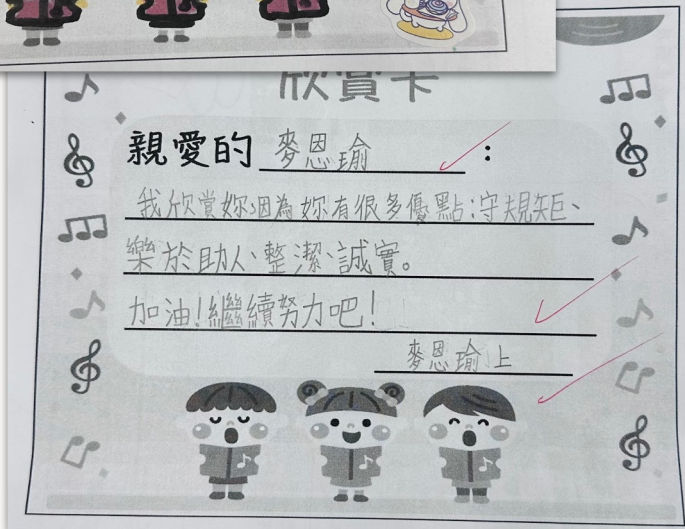 欣賞卡
親愛的 麥恩瑜：
我欣賞妳因為妳有很多優點：守規矩、
樂於助人、整潔、誠實。
加油！繼續努力吧！
麥恩瑜 上